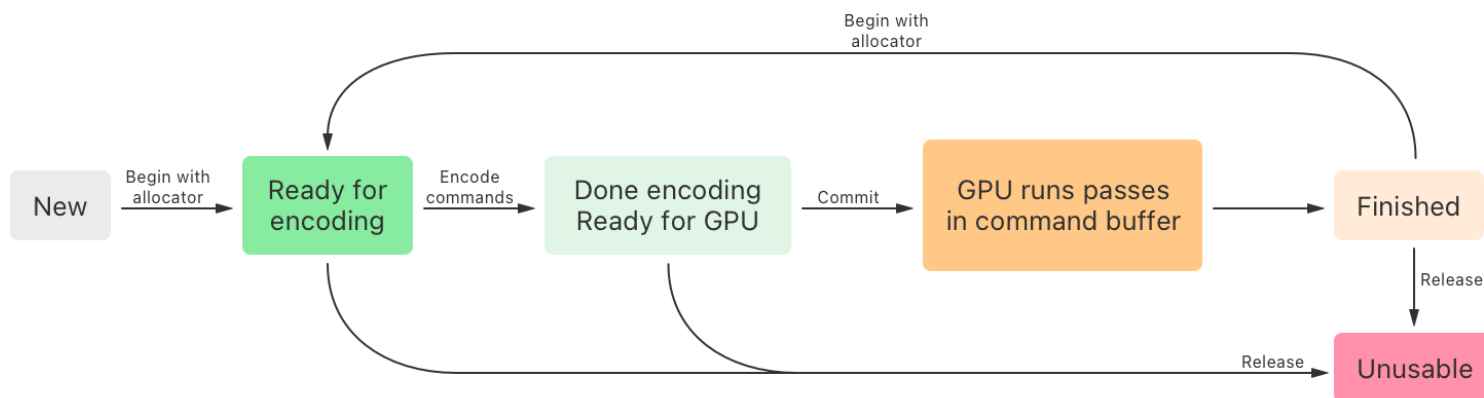 Begin with
allocator
New
Begin with
allocator
Ready for
encoding
Encode
commands
Done encoding
Ready for GPU
Commit
GPU runs passes
in command buffer
Finished
Release
Release
Unusable